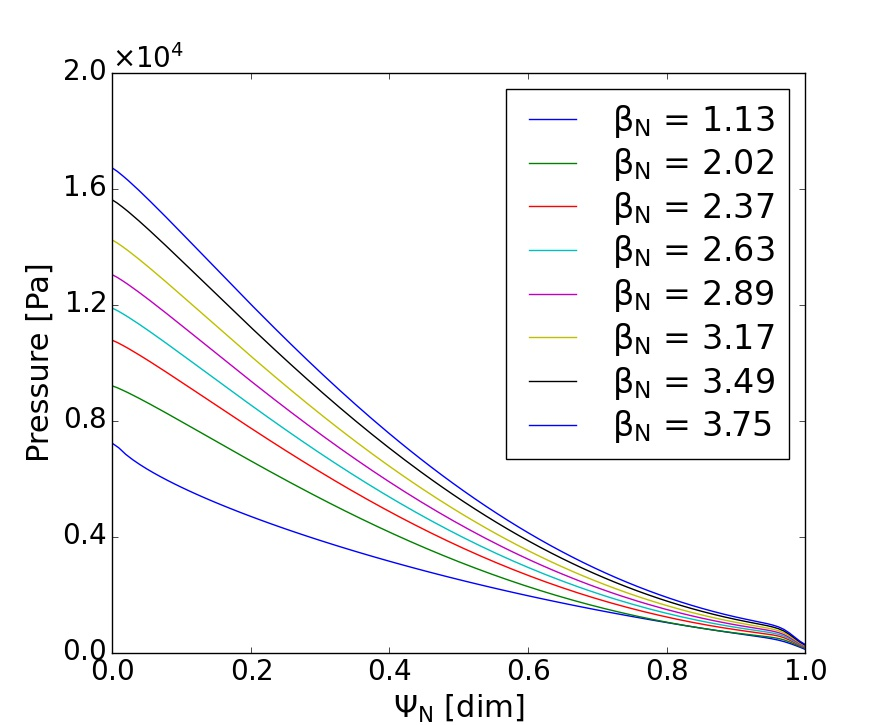 ×10⁴
2.0
1.6
1.2
0.8
0.4
0.0
Pressure [Pa]
β_N = 1.13
β_N = 2.02
β_N = 2.37
β_N = 2.63
β_N = 2.89
β_N = 3.17
β_N = 3.49
β_N = 3.75
0.0 0.2 0.4 0.6 0.8 1.0
Ψ_N [dim]